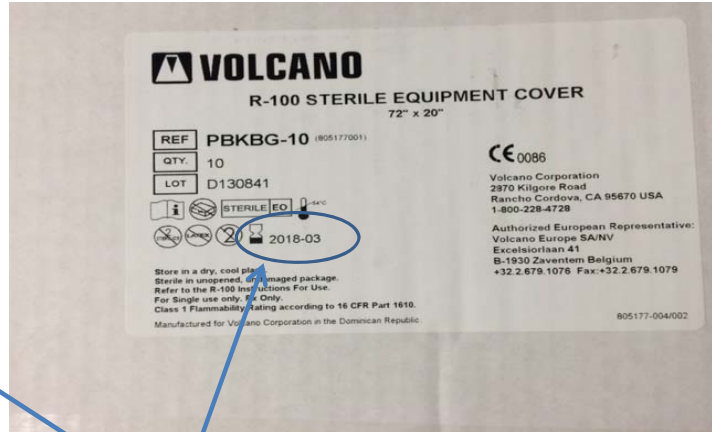 VOLCANO
R-100 STERILE EQUIPMENT COVER
72" x 20"
REF PBKBG-10 (805177001)
QTY. 10
LOT D130841
STERILE EO
2018-03
Store in a dry, cool place.
Sterile in unopened, undamaged package.
Refer to the R-100 Instructions For Use.
For Single use only. Rx Only.
Class 1 Flammability Rating according to 16 CFR Part 1610.
Manufactured for Volcano Corporation in the Dominican Republic.
CE 0086
Volcano Corporation
2870 Kilgore Road
Rancho Cordova, CA 95670 USA
1-800-228-4728
Authorized European Representative:
Volcano Europe SA/NV
Excelsiorlaan 41
B-1930 Zaventem Belgium
+32.2.679.1076 Fax:+32.2.679.1079
805177-004/002